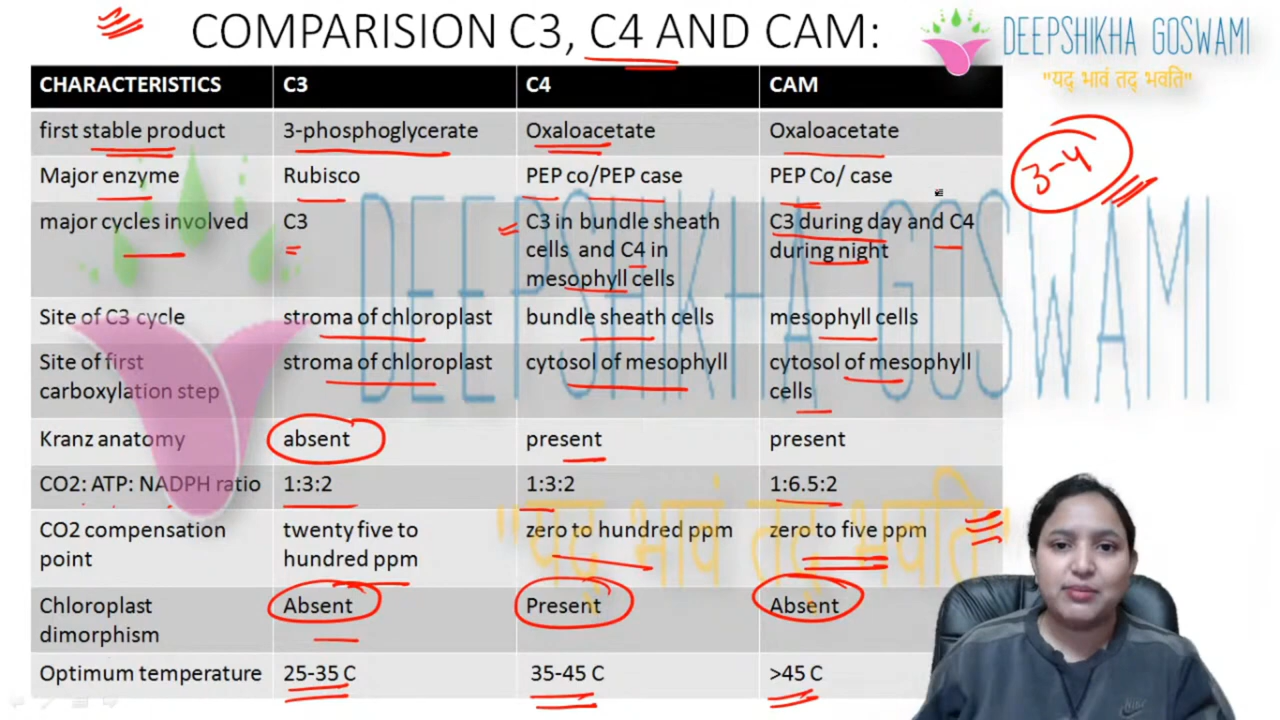 COMPARISION C3, C4 AND CAM:
DEEPSHIKHA GOSWAMI
"यद् भावं तद् भवति"
CHARACTERISTICS C3 C4 CAM
first stable product 3-phosphoglycerate Oxaloacetate Oxaloacetate
3-4
Major enzyme Rubisco PEP co/PEP case PEP Co/ case
major cycles involved C3 C3 in bundle sheath C3 during day and C4
cells and C4 in during night
mesophyll cells
Site of C3 cycle stroma of chloroplast bundle sheath cells mesophyll cells
Site of first stroma of chloroplast cytosol of mesophyll cytosol of mesophyll
carboxylation step cells
Kranz anatomy absent present present
CO2: ATP: NADPH ratio 1:3:2 1:3:2 1:6.5:2
CO2 compensation twenty five to zero to hundred ppm zero to five ppm
point hundred ppm
Chloroplast Absent Present Absent
dimorphism
Optimum temperature 25-35 C 35-45 C >45 C
DEEPSHIKHA GOSWAMI
"यद् भावं तद् भवति"